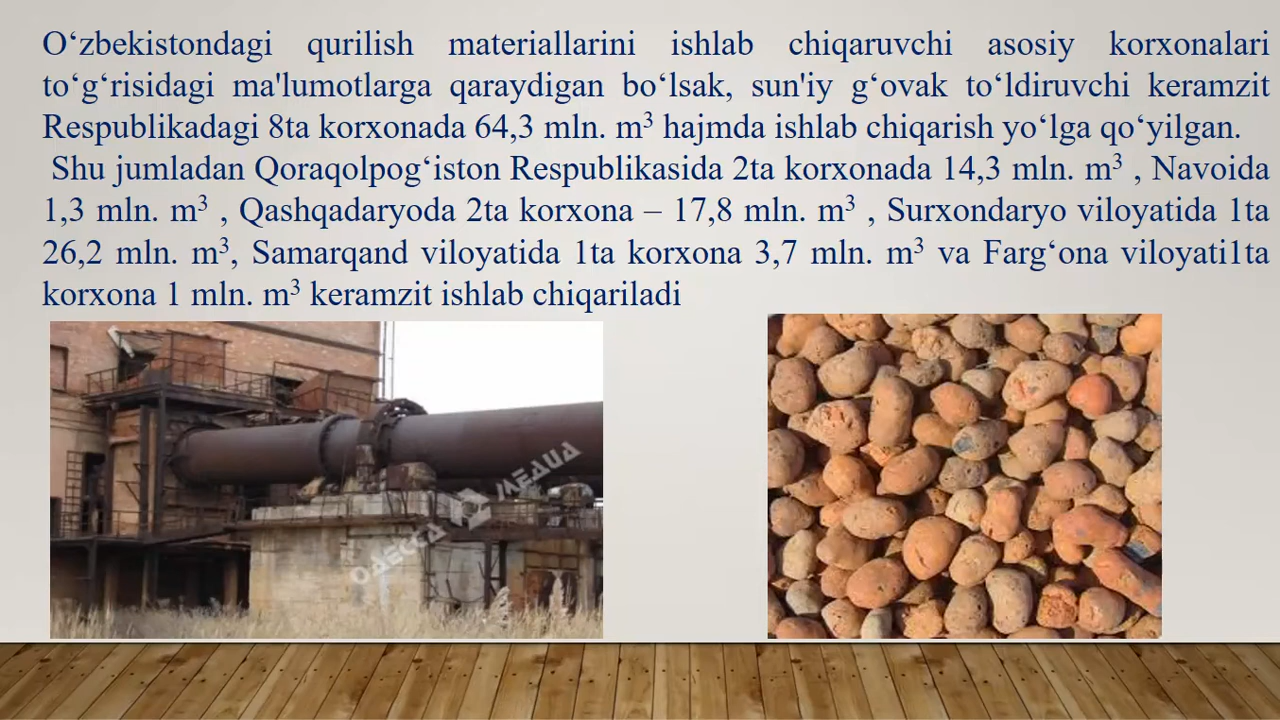 O‘zbekistondagi qurilish materiallarini ishlab chiqaruvchi asosiy korxonalari
to‘g‘risidagi ma'lumotlarga qaraydigan bo‘lsak, sun'iy g‘ovak to‘ldiruvchi keramzit
Respublikadagi 8ta korxonada 64,3 mln. m³ hajmda ishlab chiqarish yo‘lga qo‘yilgan.
Shu jumladan Qoraqolpog‘iston Respublikasida 2ta korxonada 14,3 mln. m³ , Navoida
1,3 mln. m³ , Qashqadaryoda 2ta korxona – 17,8 mln. m³ , Surxondaryo viloyatida 1ta
26,2 mln. m³, Samarqand viloyatida 1ta korxona 3,7 mln. m³ va Farg‘ona viloyati1ta
korxona 1 mln. m³ keramzit ishlab chiqariladi
ОДЕССА МЕДИА